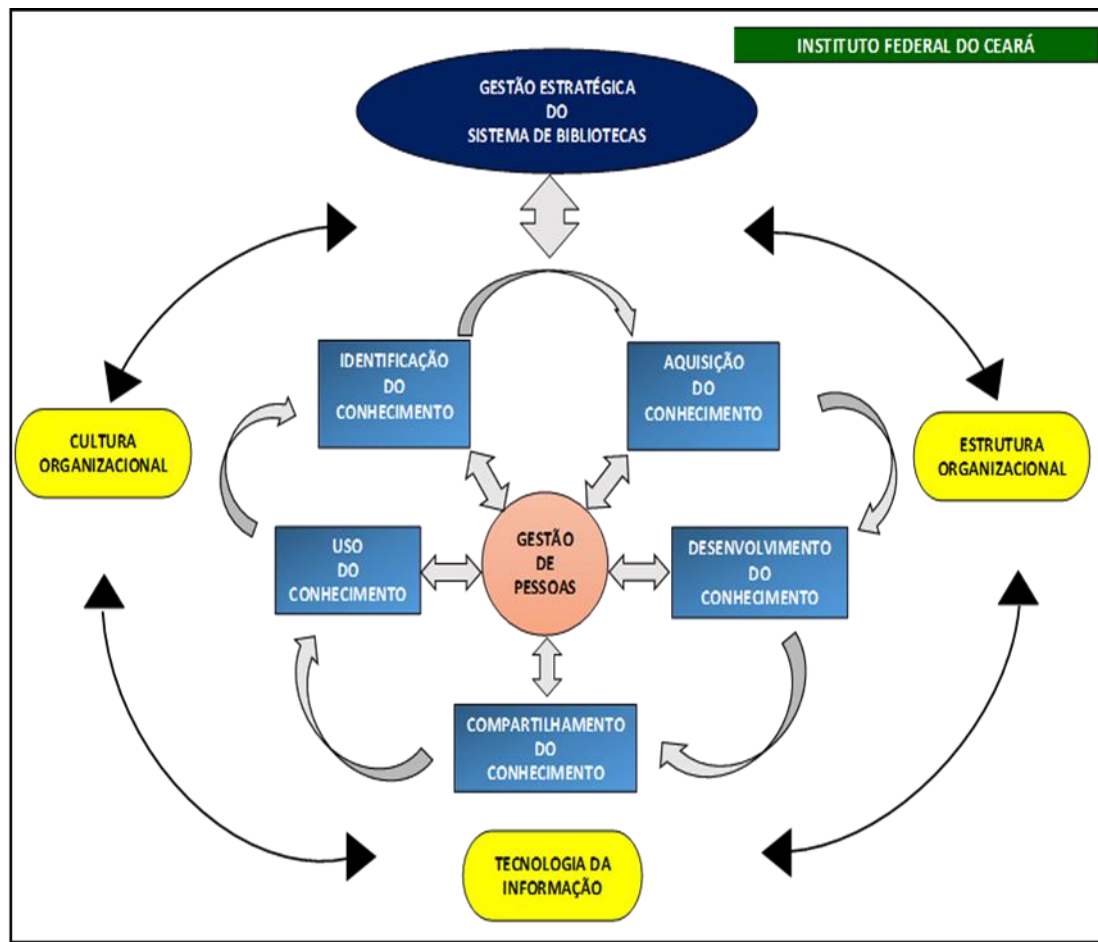 INSTITUTO FEDERAL DO CEARÁ
GESTÃO ESTRATÉGICA
DO
SISTEMA DE BIBLIOTECAS
IDENTIFICAÇÃO
DO
CONHECIMENTO
AQUISIÇÃO
DO
CONHECIMENTO
CULTURA
ORGANIZACIONAL
ESTRUTURA
ORGANIZACIONAL
USO
DO
CONHECIMENTO
GESTÃO
DE
PESSOAS
DESENVOLVIMENTO
DO
CONHECIMENTO
COMPARTILHAMENTO
DO
CONHECIMENTO
TECNOLOGIA DA
INFORMAÇÃO